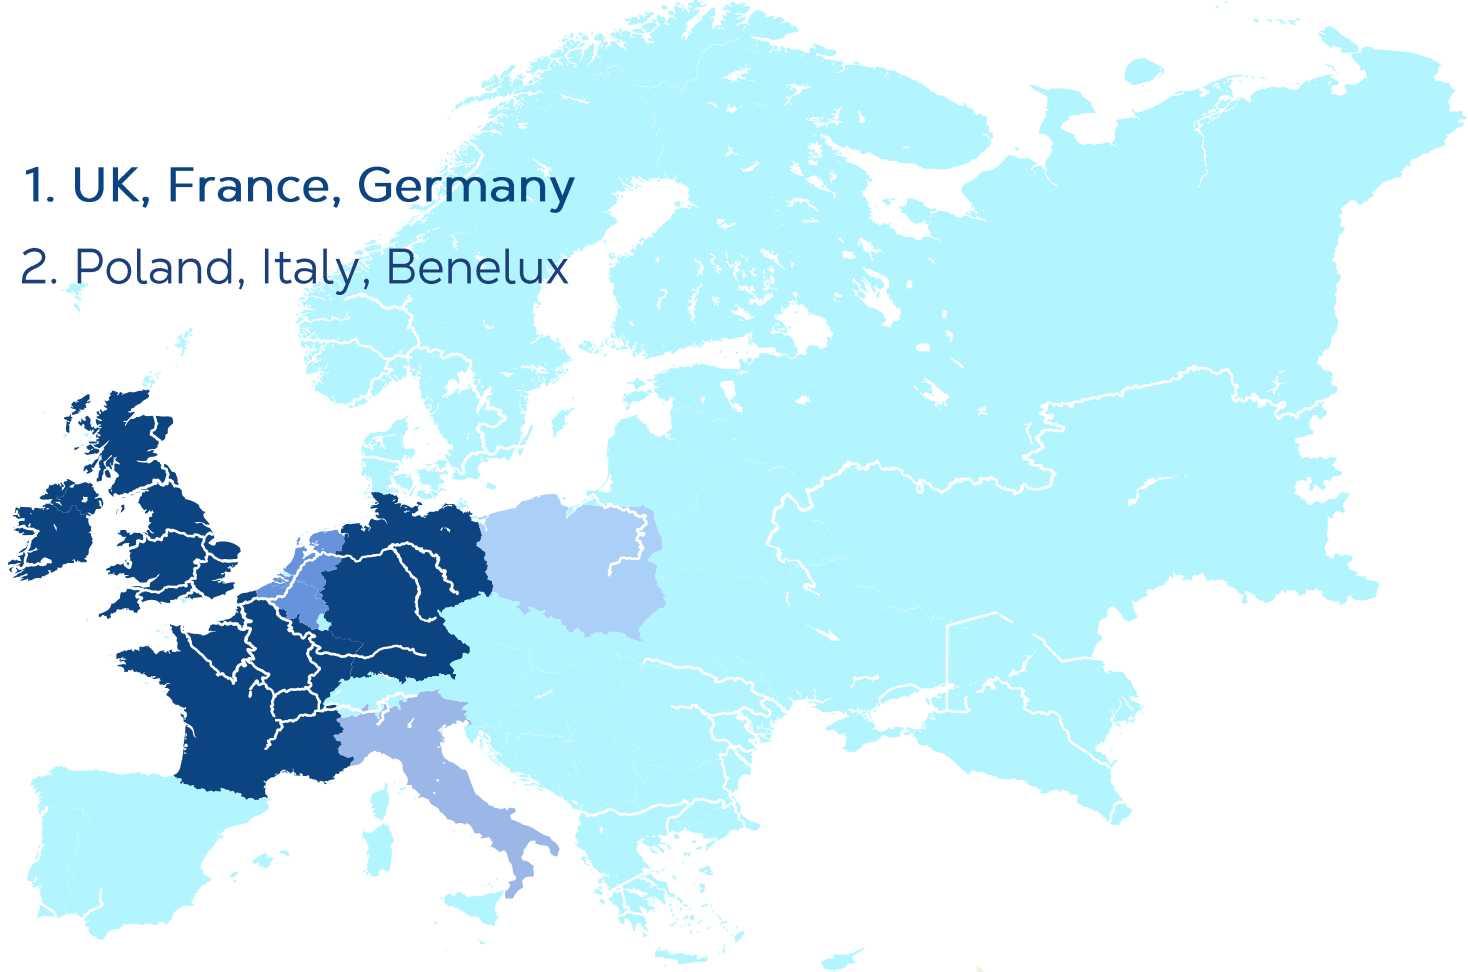 1. UK, France, Germany
2. Poland, Italy, Benelux